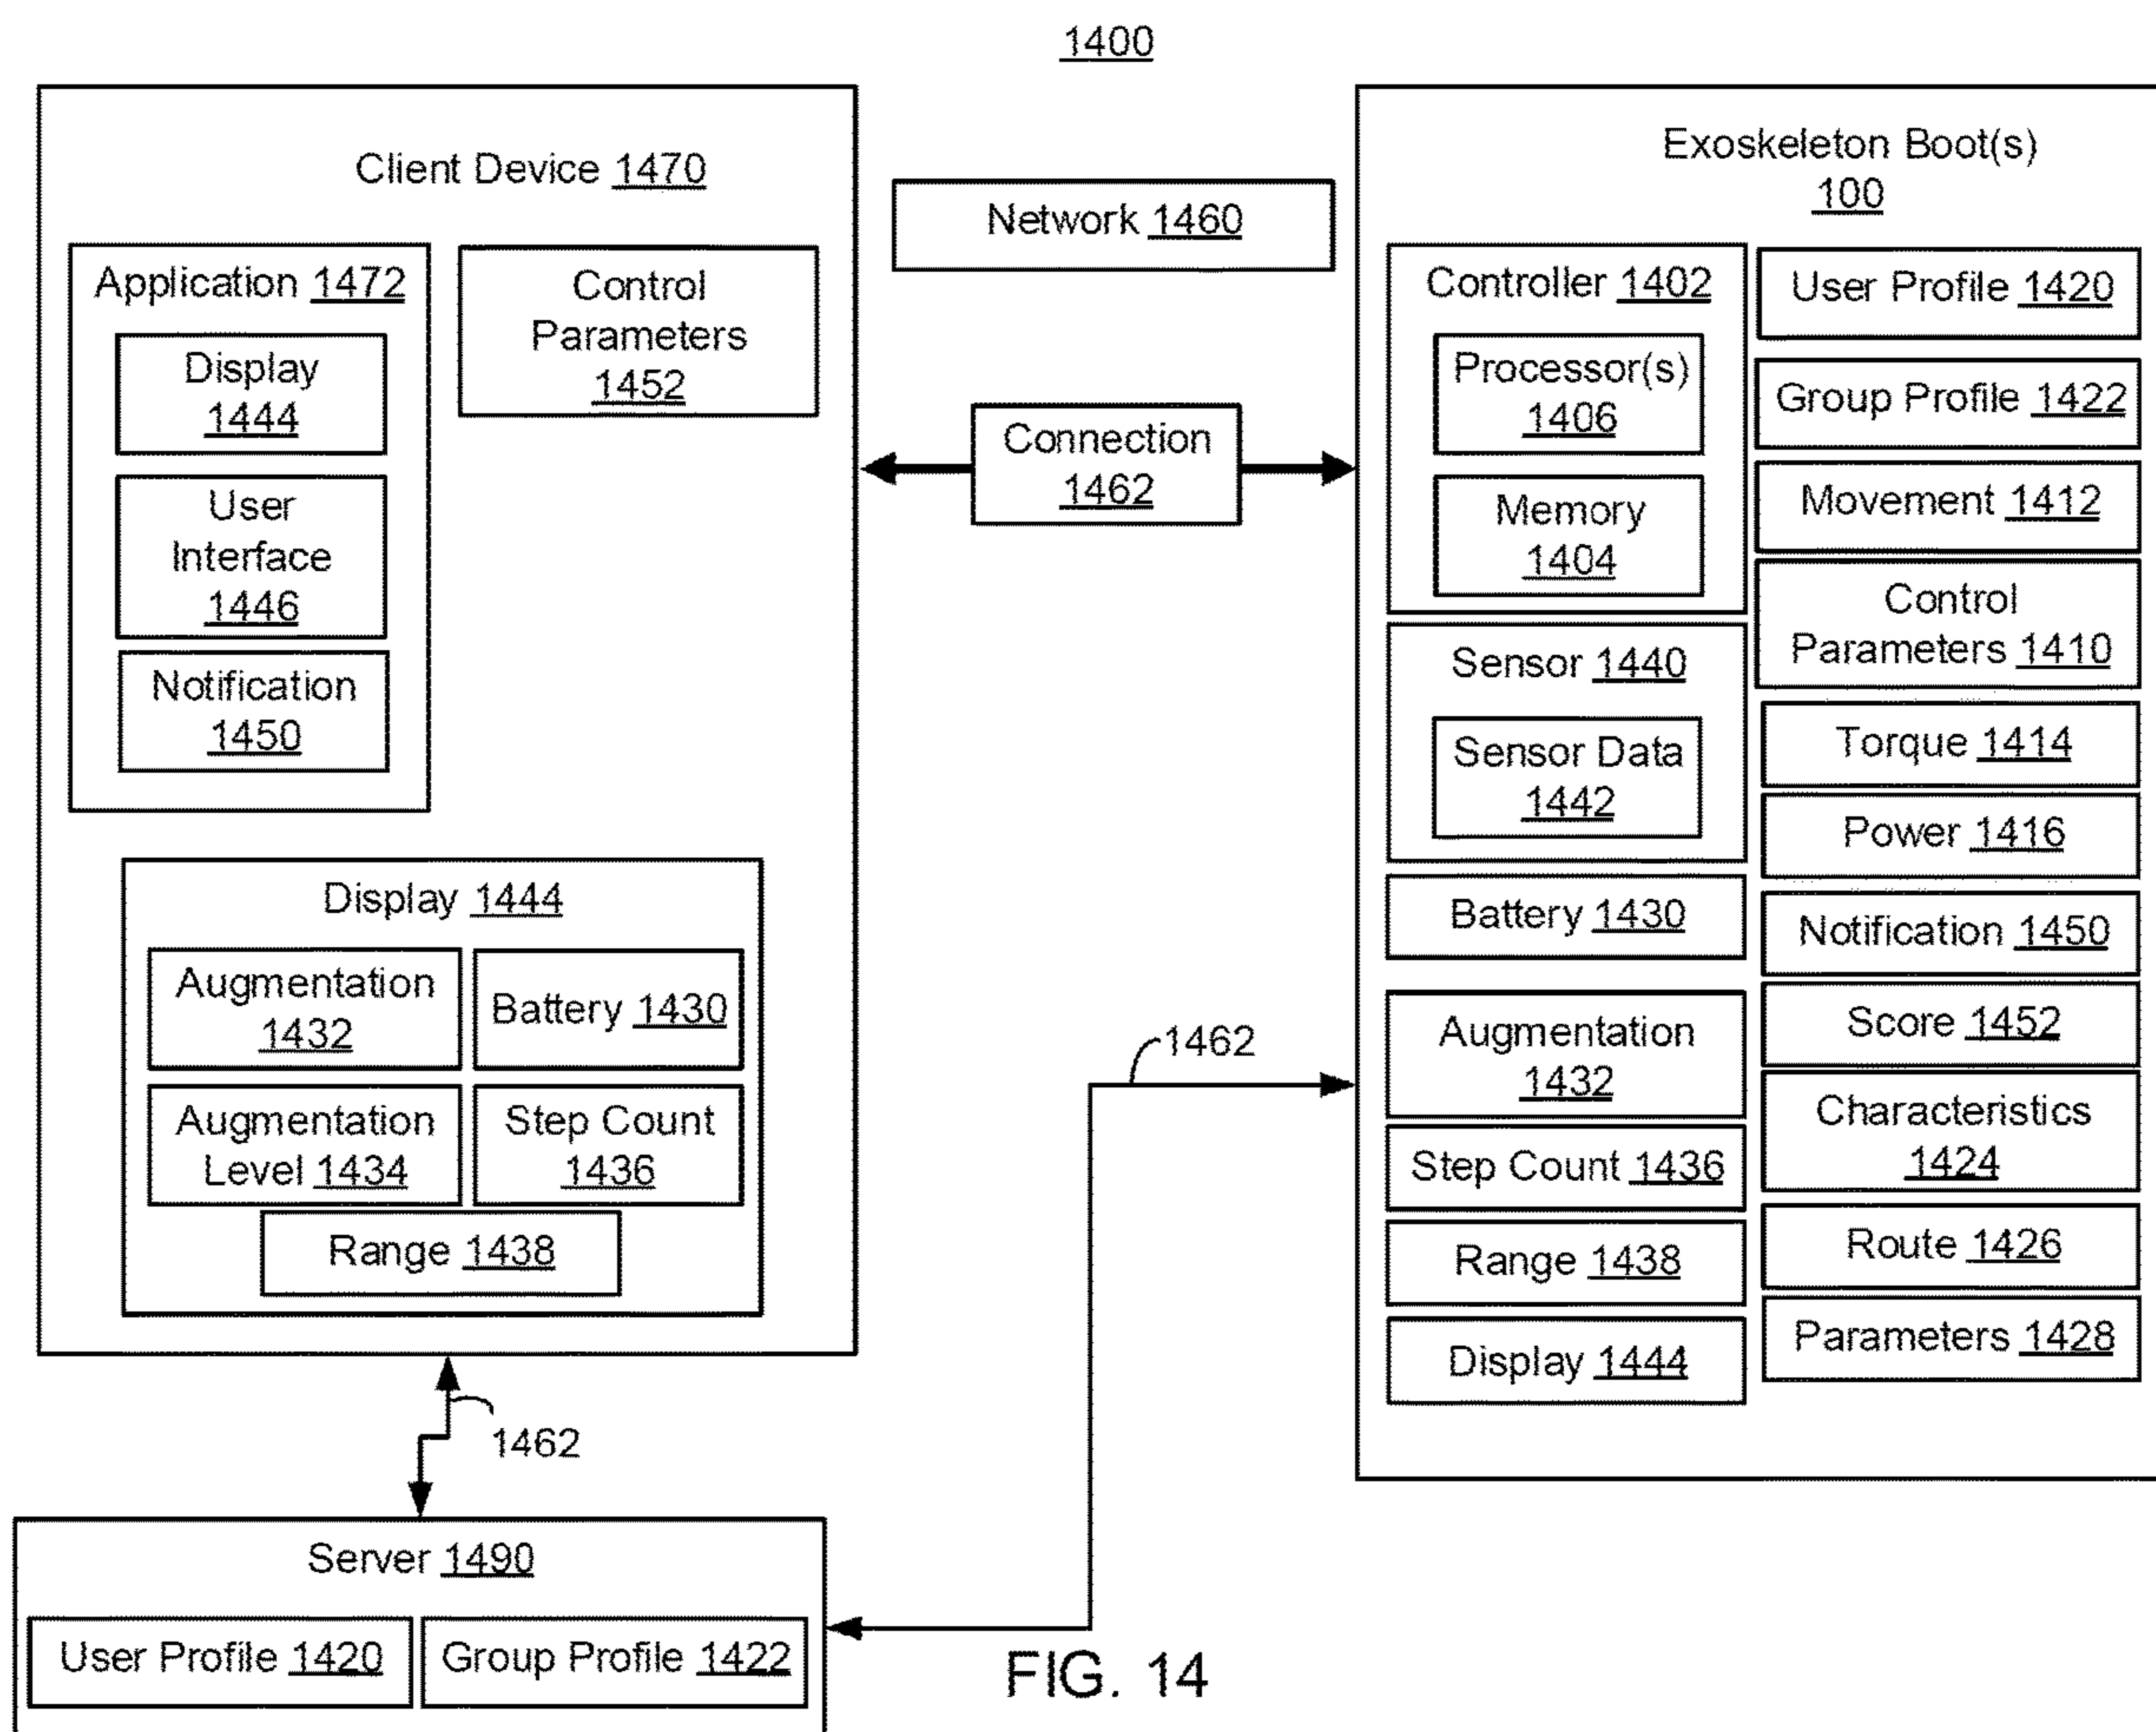 1400
Client Device 1470
Application 1472
Display
1444
User
Interface
1446
Notification
1450
Control
Parameters
1452
Display 1444
Augmentation
1432
Battery 1430
Augmentation
Level 1434
Step Count
1436
Range 1438
Network 1460
Connection
1462
Exoskeleton Boot(s)
100
Controller 1402
Processor(s)
1406
Memory
1404
Sensor 1440
Sensor Data
1442
Battery 1430
Augmentation
1432
Step Count 1436
Range 1438
Display 1444
User Profile 1420
Group Profile 1422
Movement 1412
Control
Parameters 1410
Torque 1414
Power 1416
Notification 1450
Score 1452
Characteristics
1424
Route 1426
Parameters 1428
1462
1462
Server 1490
User Profile 1420
Group Profile 1422
FIG. 14